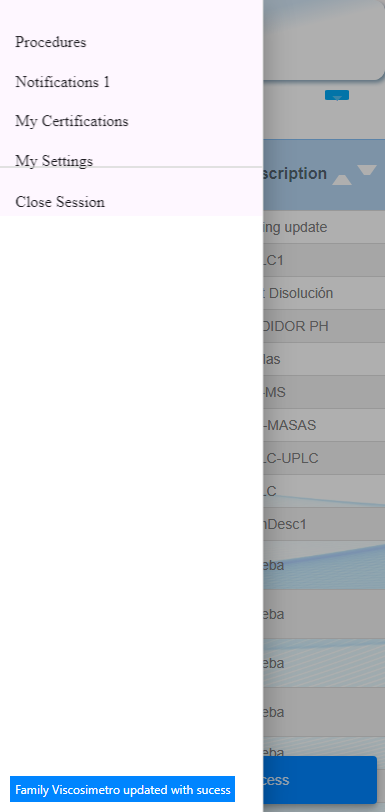 Procedures
Notifications 1
My Certifications
My Settings
Close Session
scription
ing update
LC1
t Disolución
DIDOR PH
las
-MS
-MASAS
LC-UPLC
LC
nDesc1
eba
eba
eba
eba
eba
Family Viscosimetro updated with sucess
cess